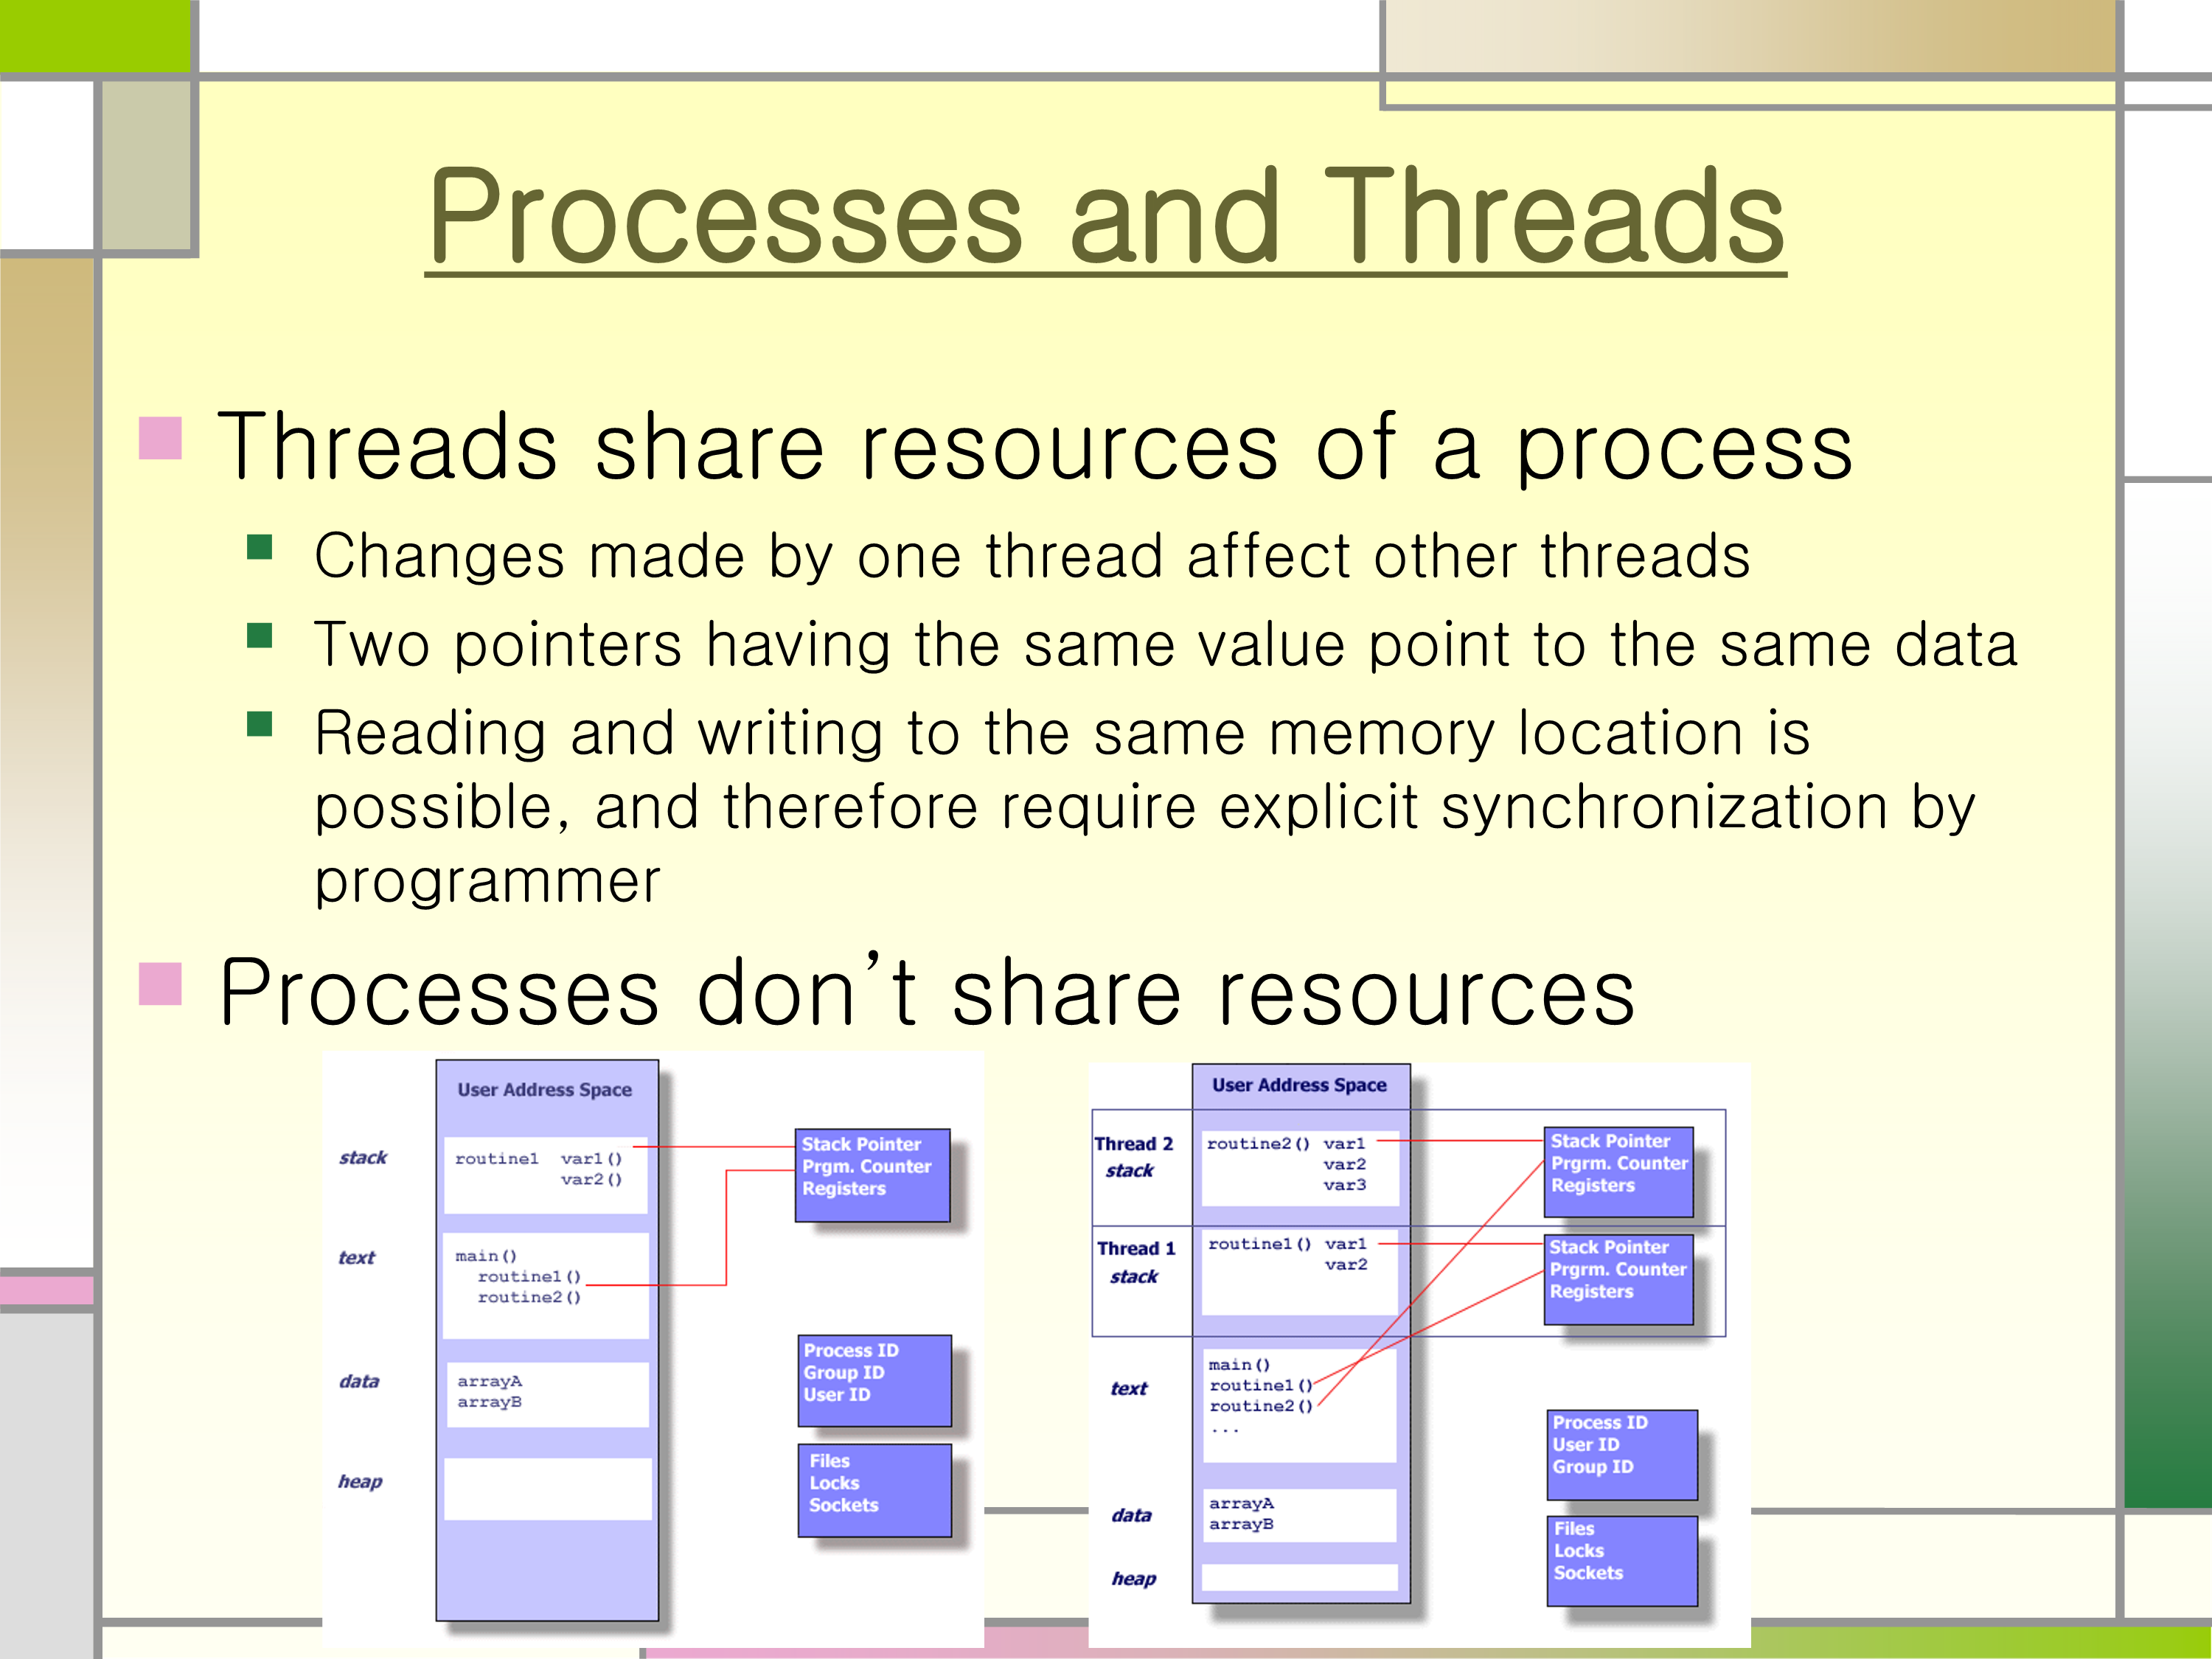 Processes and Threads
Threads share resources of a process
Changes made by one thread affect other threads
Two pointers having the same value point to the same data
Reading and writing to the same memory location is
possible, and therefore require explicit synchronization by
programmer
Processes don't share resources
User Address Space
stack
routine1 var1()
var2()
Stack Pointer
Prgm. Counter
Registers
text
main()
routine1()
routine2()
data
arrayA
arrayB
Process ID
Group ID
User ID
heap
Files
Locks
Sockets
User Address Space
Thread 2
stack
routine2() var1
var2
var3
Stack Pointer
Prgrm. Counter
Registers
Thread 1
stack
routine1() var1
var2
Stack Pointer
Prgrm. Counter
Registers
text
main()
routine1()
routine2()
...
Process ID
User ID
Group ID
data
arrayA
arrayB
heap
Files
Locks
Sockets